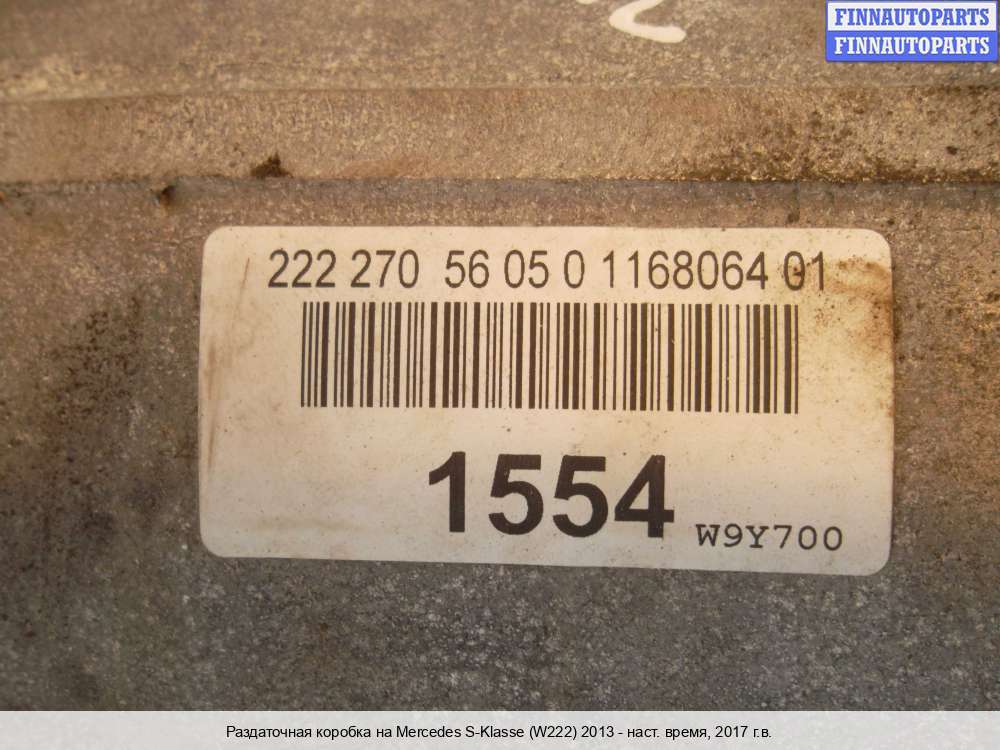 FINNAUTOPARTS
FINNAUTOPARTS
222 270 56 05 0 1168064 01
1554
W9Y700
Раздаточная коробка на Mercedes S-Klasse (W222) 2013 - наст. время, 2017 г.в.